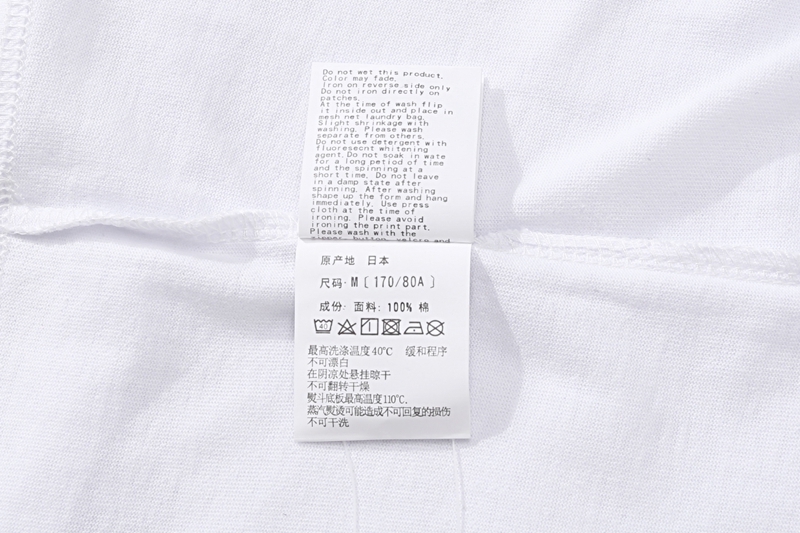 Do not wet this product.
Color may fade.
Iron on reverse side only
Do not iron directly on
patches.
At the time of wash flip
it inside out and place in
mesh net laundry bag.
Slight shrinkage with
washing. Please wash
separate from others.
Do not use detergent with
fluoresecnt whitening
agent.Do not soak in wate
for a long petiod of time
and the spinning at a
short time. Do not leave
in a damp state after
spinning. After washing
shape up the form and hang
immediately. Use press
cloth at the time of
ironing. Please avoid
ironing the print part.
Please wash with the
原产地 日本
尺码·M〔170/80A〕
成份: 面料: 100% 棉
40
最高洗涤温度40℃ 缓和程序
不可漂白
在阴凉处悬挂晾干
不可翻转干燥
熨斗底板最高温度110℃.
蒸汽熨烫可能造成不可回复的损伤
不可干洗